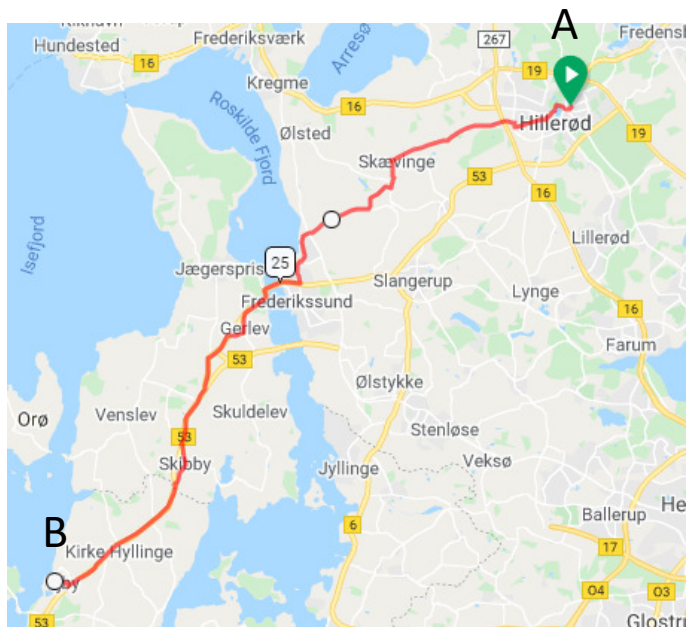 A
Frederiksværk
267
Fredensb
Hundested
16
Kregme
Arresø
19
16
Hillerød
19
Roskilde Fjord
Ølsted
Skævinge
53
16
Isefjord
Lillerød
Jægerspris
25
Slangerup
Lynge
Frederikssund
16
Gerlev
53
Farum
Ølstykke
Orø
Venslev
Skuldelev
Stenløse
53
Skibby
Jyllinge
Veksø
He
Ballerup
B
6
Kirke Hyllinge
17
53
O4
O3
Glostr